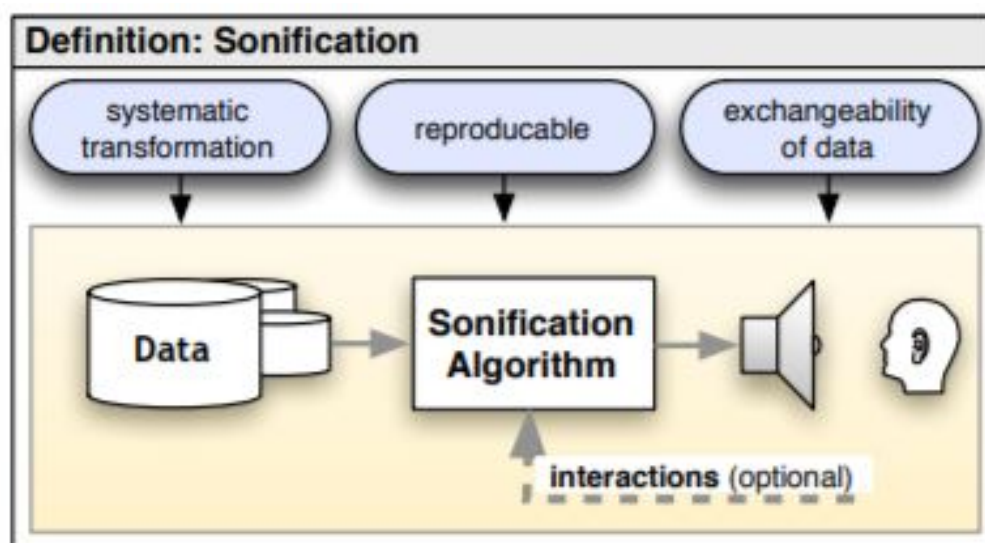 Definition: Sonification
systematic
transformation
reproducable
exchangeability
of data
Data
Sonification
Algorithm
interactions (optional)